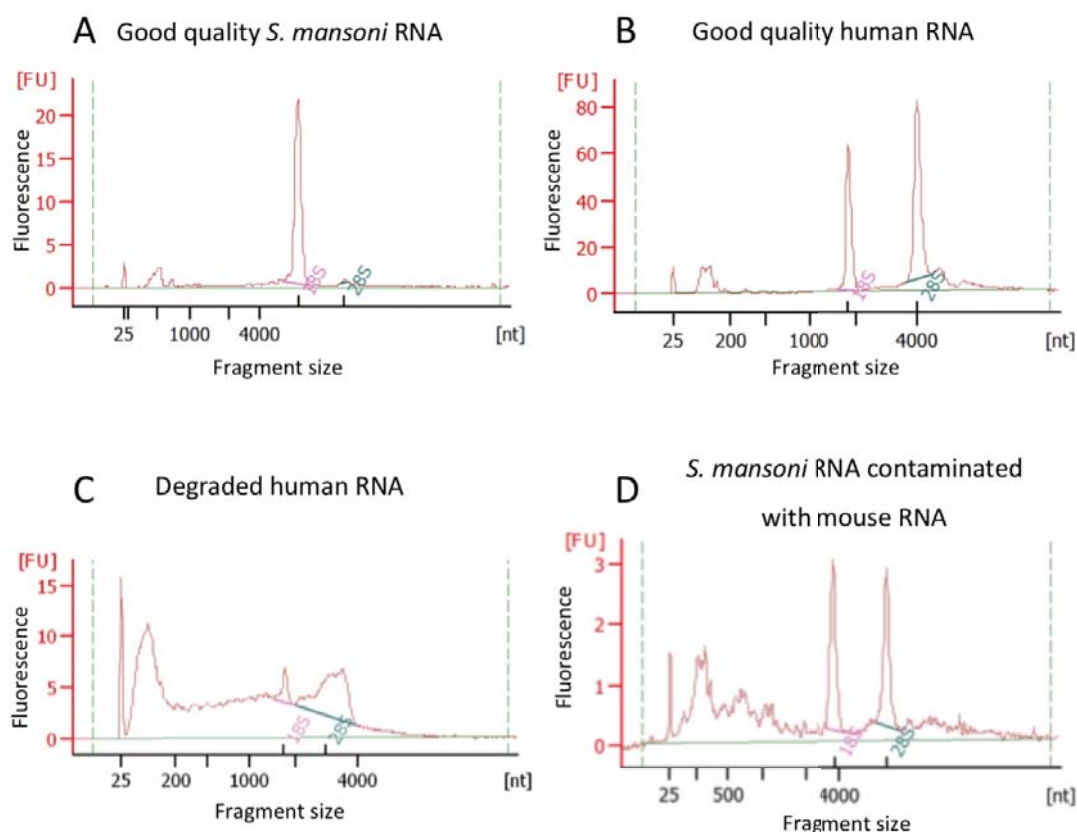 A Good quality S. mansoni RNA
[FU]
Fluorescence
20
15
10
5
0
18S
28S
25 1000 4000 [nt]
Fragment size
B Good quality human RNA
[FU]
Fluorescence
80
60
40
20
0
18S
28S
25 200 1000 4000 [nt]
Fragment size
C Degraded human RNA
[FU]
Fluorescence
15
10
5
0
18S
28S
25 200 1000 4000 [nt]
Fragment size
D S. mansoni RNA contaminated
with mouse RNA
[FU]
Fluorescence
3
2
1
0
18S
28S
25 500 4000 [nt]
Fragment size